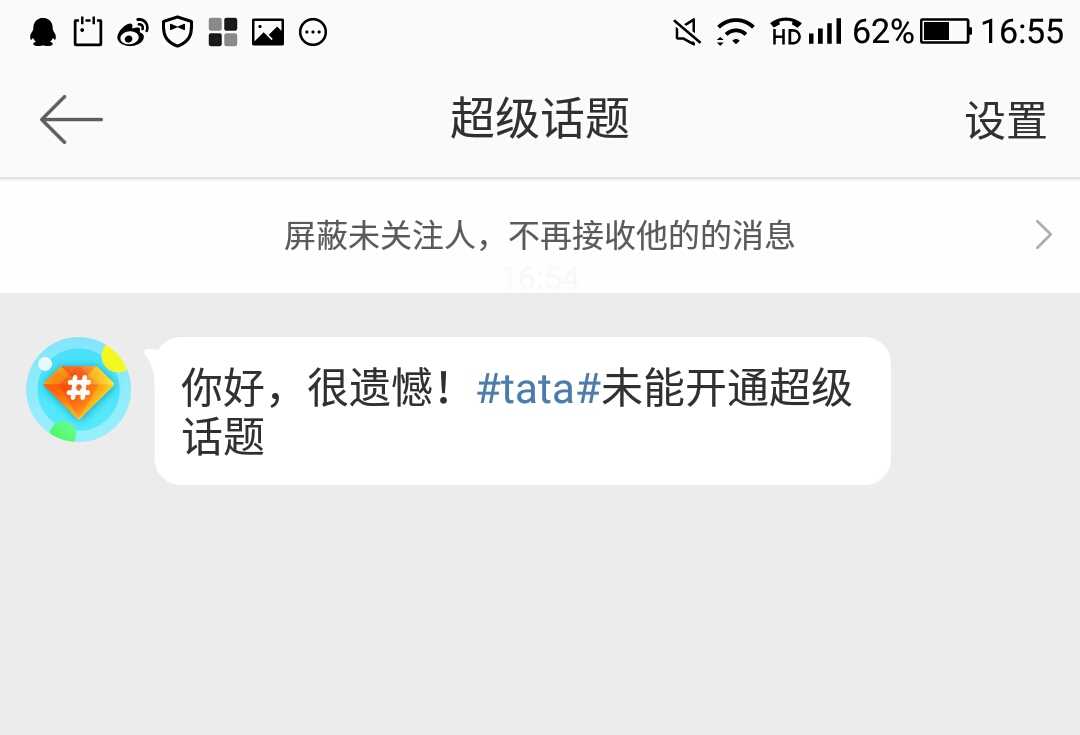 HD 62% 16:55
超级话题 设置
屏蔽未关注人，不再接收他的的消息
16:54
你好，很遗憾！#tata#未能开通超级
话题